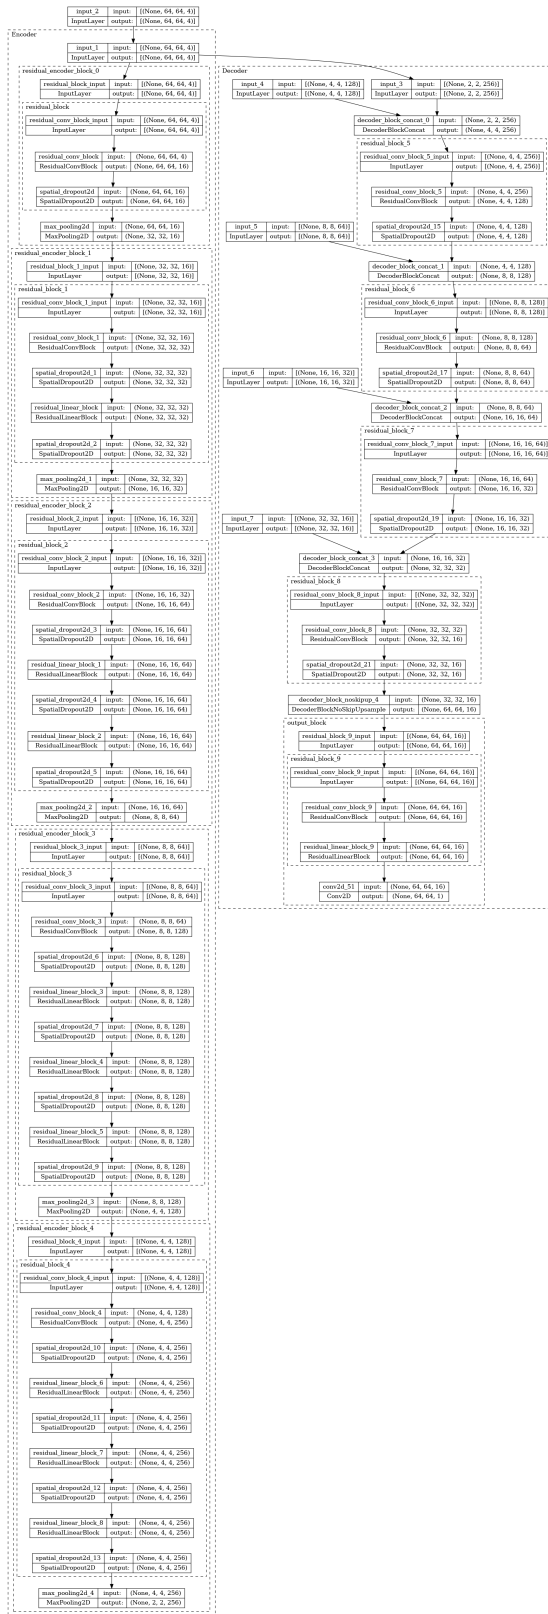 input_2 input: [(None, 64, 64, 4)]
InputLayer output: [(None, 64, 64, 4)]
Encoder
input_1 input: [(None, 64, 64, 4)]
InputLayer output: [(None, 64, 64, 4)]
residual_encoder_block_0
residual_block_input input: [(None, 64, 64, 4)]
InputLayer output: [(None, 64, 64, 4)]
residual_block
residual_conv_block_input input: [(None, 64, 64, 4)]
InputLayer output: [(None, 64, 64, 4)]
residual_conv_block input: (None, 64, 64, 4)
ResidualConvBlock output: (None, 64, 64, 16)
spatial_dropout2d input: (None, 64, 64, 16)
SpatialDropout2D output: (None, 64, 64, 16)
max_pooling2d input: (None, 64, 64, 16)
MaxPooling2D output: (None, 32, 32, 16)
residual_encoder_block_1
residual_block_1_input input: [(None, 32, 32, 16)]
InputLayer output: [(None, 32, 32, 16)]
residual_block_1
residual_conv_block_1_input input: [(None, 32, 32, 16)]
InputLayer output: [(None, 32, 32, 16)]
residual_conv_block_1 input: (None, 32, 32, 16)
ResidualConvBlock output: (None, 32, 32, 32)
spatial_dropout2d_1 input: (None, 32, 32, 32)
SpatialDropout2D output: (None, 32, 32, 32)
residual_linear_block input: (None, 32, 32, 32)
ResidualLinearBlock output: (None, 32, 32, 32)
spatial_dropout2d_2 input: (None, 32, 32, 32)
SpatialDropout2D output: (None, 32, 32, 32)
max_pooling2d_1 input: (None, 32, 32, 32)
MaxPooling2D output: (None, 16, 16, 32)
residual_encoder_block_2
residual_block_2_input input: [(None, 16, 16, 32)]
InputLayer output: [(None, 16, 16, 32)]
residual_block_2
residual_conv_block_2_input input: [(None, 16, 16, 32)]
InputLayer output: [(None, 16, 16, 32)]
residual_conv_block_2 input: (None, 16, 16, 32)
ResidualConvBlock output: (None, 16, 16, 64)
spatial_dropout2d_3 input: (None, 16, 16, 64)
SpatialDropout2D output: (None, 16, 16, 64)
residual_linear_block_1 input: (None, 16, 16, 64)
ResidualLinearBlock output: (None, 16, 16, 64)
spatial_dropout2d_4 input: (None, 16, 16, 64)
SpatialDropout2D output: (None, 16, 16, 64)
residual_linear_block_2 input: (None, 16, 16, 64)
ResidualLinearBlock output: (None, 16, 16, 64)
spatial_dropout2d_5 input: (None, 16, 16, 64)
SpatialDropout2D output: (None, 16, 16, 64)
max_pooling2d_2 input: (None, 16, 16, 64)
MaxPooling2D output: (None, 8, 8, 64)
residual_encoder_block_3
residual_block_3_input input: [(None, 8, 8, 64)]
InputLayer output: [(None, 8, 8, 64)]
residual_block_3
residual_conv_block_3_input input: [(None, 8, 8, 64)]
InputLayer output: [(None, 8, 8, 64)]
residual_conv_block_3 input: (None, 8, 8, 64)
ResidualConvBlock output: (None, 8, 8, 128)
spatial_dropout2d_6 input: (None, 8, 8, 128)
SpatialDropout2D output: (None, 8, 8, 128)
residual_linear_block_3 input: (None, 8, 8, 128)
ResidualLinearBlock output: (None, 8, 8, 128)
spatial_dropout2d_7 input: (None, 8, 8, 128)
SpatialDropout2D output: (None, 8, 8, 128)
residual_linear_block_4 input: (None, 8, 8, 128)
ResidualLinearBlock output: (None, 8, 8, 128)
spatial_dropout2d_8 input: (None, 8, 8, 128)
SpatialDropout2D output: (None, 8, 8, 128)
residual_linear_block_5 input: (None, 8, 8, 128)
ResidualLinearBlock output: (None, 8, 8, 128)
spatial_dropout2d_9 input: (None, 8, 8, 128)
SpatialDropout2D output: (None, 8, 8, 128)
max_pooling2d_3 input: (None, 8, 8, 128)
MaxPooling2D output: (None, 4, 4, 128)
residual_encoder_block_4
residual_block_4_input input: [(None, 4, 4, 128)]
InputLayer output: [(None, 4, 4, 128)]
residual_block_4
residual_conv_block_4_input input: [(None, 4, 4, 128)]
InputLayer output: [(None, 4, 4, 128)]
residual_conv_block_4 input: (None, 4, 4, 128)
ResidualConvBlock output: (None, 4, 4, 256)
spatial_dropout2d_10 input: (None, 4, 4, 256)
SpatialDropout2D output: (None, 4, 4, 256)
residual_linear_block_6 input: (None, 4, 4, 256)
ResidualLinearBlock output: (None, 4, 4, 256)
spatial_dropout2d_11 input: (None, 4, 4, 256)
SpatialDropout2D output: (None, 4, 4, 256)
residual_linear_block_7 input: (None, 4, 4, 256)
ResidualLinearBlock output: (None, 4, 4, 256)
spatial_dropout2d_12 input: (None, 4, 4, 256)
SpatialDropout2D output: (None, 4, 4, 256)
residual_linear_block_8 input: (None, 4, 4, 256)
ResidualLinearBlock output: (None, 4, 4, 256)
spatial_dropout2d_13 input: (None, 4, 4, 256)
SpatialDropout2D output: (None, 4, 4, 256)
max_pooling2d_4 input: (None, 4, 4, 256)
MaxPooling2D output: (None, 2, 2, 256)
Decoder
input_4 input: [(None, 4, 4, 128)]
InputLayer output: [(None, 4, 4, 128)]
input_3 input: [(None, 2, 2, 256)]
InputLayer output: [(None, 2, 2, 256)]
decoder_block_concat_0 input: (None, 2, 2, 256)
DecoderBlockConcat output: (None, 4, 4, 256)
residual_block_5
residual_conv_block_5_input input: [(None, 4, 4, 256)]
InputLayer output: [(None, 4, 4, 256)]
residual_conv_block_5 input: (None, 4, 4, 256)
ResidualConvBlock output: (None, 4, 4, 128)
spatial_dropout2d_15 input: (None, 4, 4, 128)
SpatialDropout2D output: (None, 4, 4, 128)
input_5 input: [(None, 8, 8, 64)]
InputLayer output: [(None, 8, 8, 64)]
decoder_block_concat_1 input: (None, 4, 4, 128)
DecoderBlockConcat output: (None, 8, 8, 128)
residual_block_6
residual_conv_block_6_input input: [(None, 8, 8, 128)]
InputLayer output: [(None, 8, 8, 128)]
residual_conv_block_6 input: (None, 8, 8, 128)
ResidualConvBlock output: (None, 8, 8, 64)
spatial_dropout2d_17 input: (None, 8, 8, 64)
SpatialDropout2D output: (None, 8, 8, 64)
input_6 input: [(None, 16, 16, 32)]
InputLayer output: [(None, 16, 16, 32)]
decoder_block_concat_2 input: (None, 8, 8, 64)
DecoderBlockConcat output: (None, 16, 16, 64)
residual_block_7
residual_conv_block_7_input input: [(None, 16, 16, 64)]
InputLayer output: [(None, 16, 16, 64)]
residual_conv_block_7 input: (None, 16, 16, 64)
ResidualConvBlock output: (None, 16, 16, 32)
spatial_dropout2d_19 input: (None, 16, 16, 32)
SpatialDropout2D output: (None, 16, 16, 32)
input_7 input: [(None, 32, 32, 16)]
InputLayer output: [(None, 32, 32, 16)]
decoder_block_concat_3 input: (None, 16, 16, 32)
DecoderBlockConcat output: (None, 32, 32, 32)
residual_block_8
residual_conv_block_8_input input: [(None, 32, 32, 32)]
InputLayer output: [(None, 32, 32, 32)]
residual_conv_block_8 input: (None, 32, 32, 32)
ResidualConvBlock output: (None, 32, 32, 16)
spatial_dropout2d_21 input: (None, 32, 32, 16)
SpatialDropout2D output: (None, 32, 32, 16)
decoder_block_noskipup_4 input: (None, 32, 32, 16)
DecoderBlockNoSkipUpsample output: (None, 64, 64, 16)
output_block
residual_block_9_input input: [(None, 64, 64, 16)]
InputLayer output: [(None, 64, 64, 16)]
residual_block_9
residual_conv_block_9_input input: [(None, 64, 64, 16)]
InputLayer output: [(None, 64, 64, 16)]
residual_conv_block_9 input: (None, 64, 64, 16)
ResidualConvBlock output: (None, 64, 64, 16)
residual_linear_block_9 input: (None, 64, 64, 16)
ResidualLinearBlock output: (None, 64, 64, 16)
conv2d_51 input: (None, 64, 64, 16)
Conv2D output: (None, 64, 64, 1)